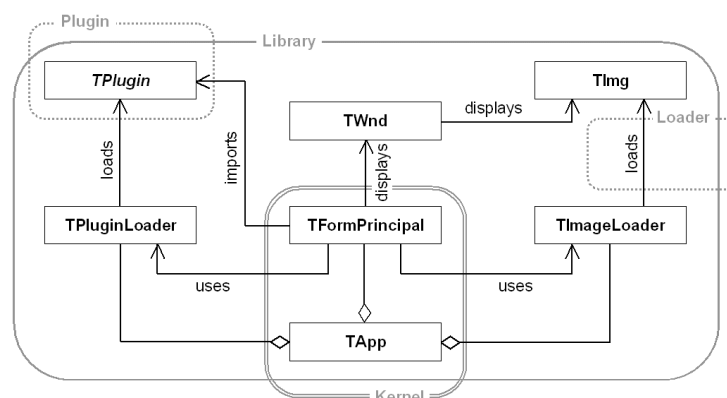 Plugin
Library
TPlugin
TImg
displays
TWnd
Loader
loads
imports
displays
loads
TPluginLoader
TFormPrincipal
TImageLoader
uses
uses
TApp
Kernel